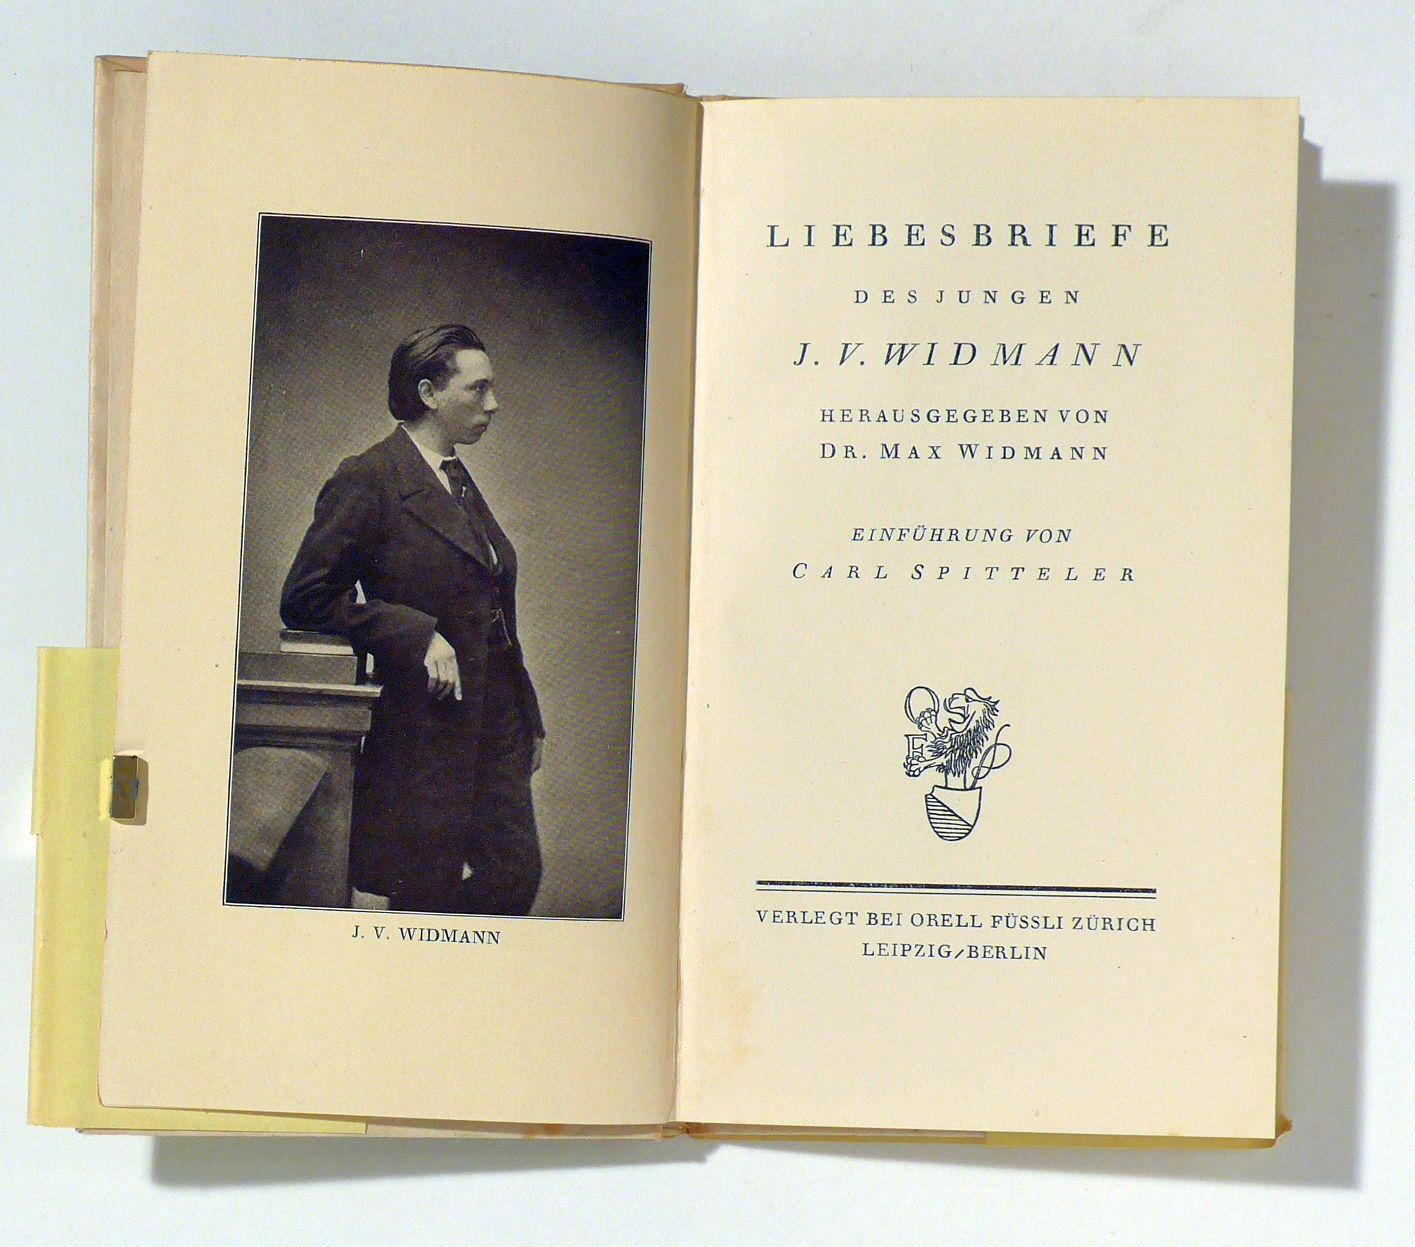 J. V. WIDMANN
LIEBESBRIEFE
DES JUNGEN
J. V. WIDMANN
HERAUSGEGEBEN VON
DR. MAX WIDMANN
EINFÜHRUNG VON
CARL SPITTELER
O
F
VERLEGT BEI ORELL FÜSSLI ZÜRICH
LEIPZIG/BERLIN